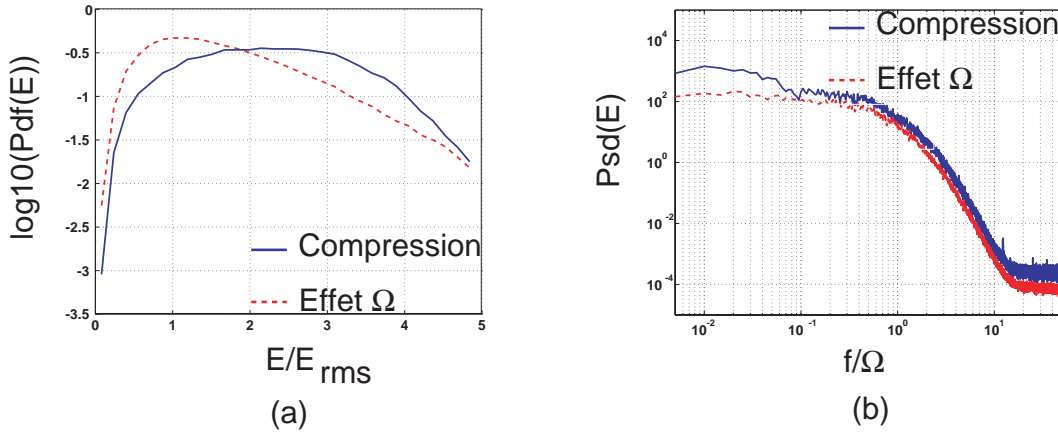 log10(Pdf(E))
0
-0.5
-1
-1.5
-2
-2.5
-3
-3.5
0 1 2 3 4 5
Compression
Effet Ω
E/E rms
(a)
Psd(E)
10^4
10^2
10^0
10^-2
10^-4
10^-2 10^-1 10^0 10^1
Compression
Effet Ω
f/Ω
(b)